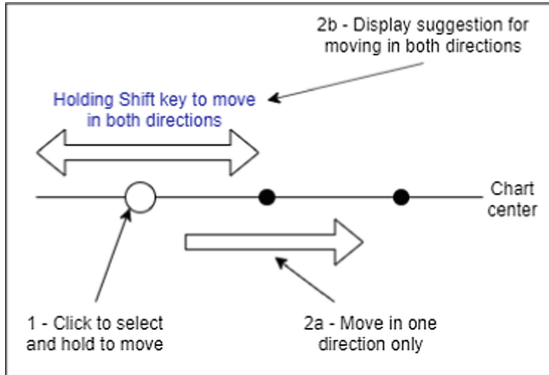 2b - Display suggestion for
moving in both directions
Holding Shift key to move
in both directions
Chart
center
1 - Click to select
and hold to move
2a - Move in one
direction only